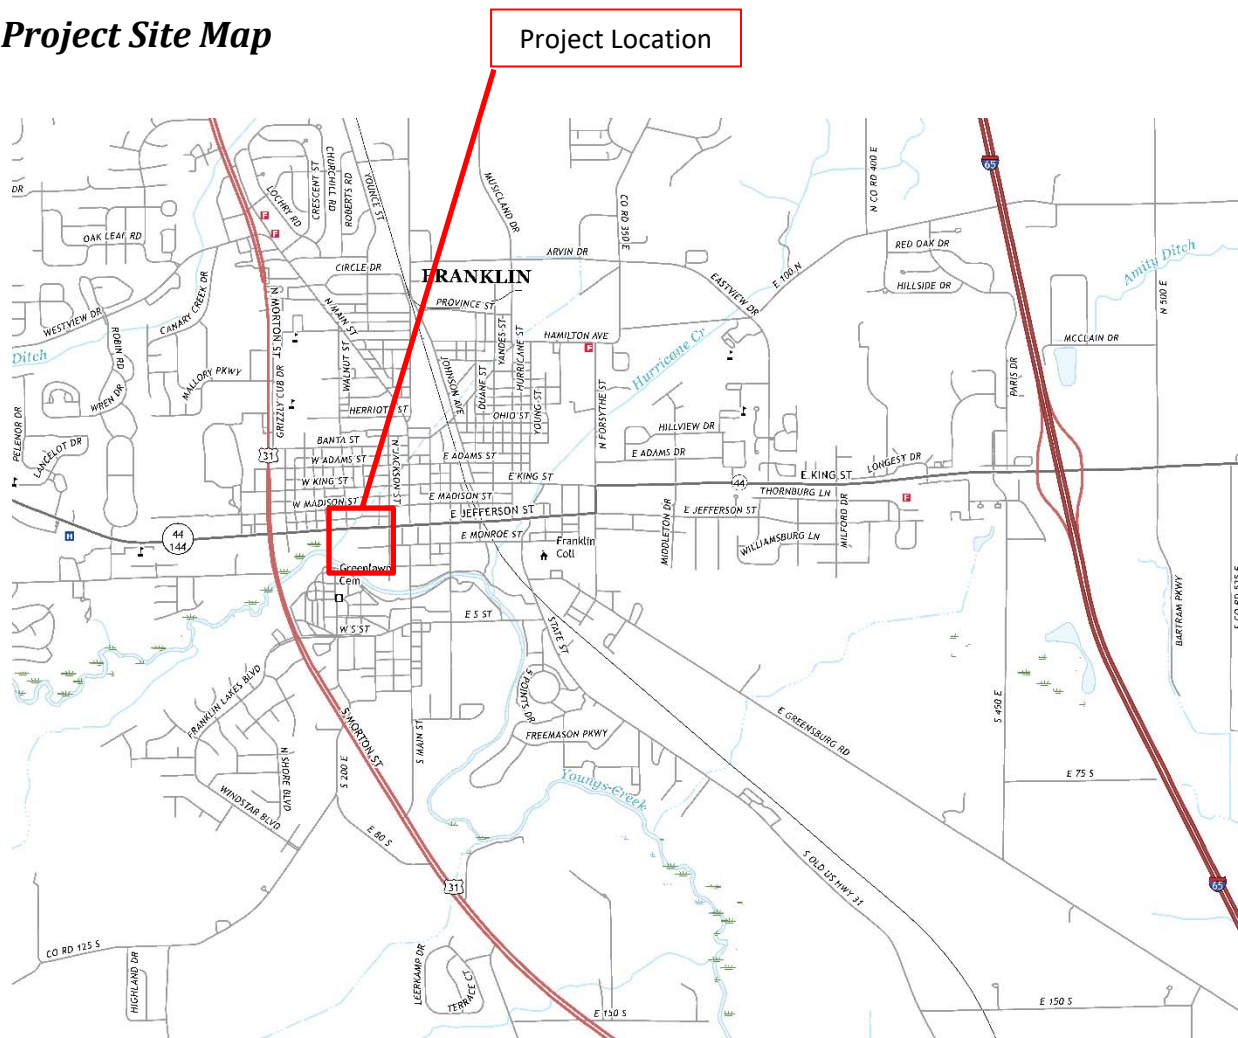 Project Site Map
Project Location
65
DR
OAK LEAF RD
LOCHRY RD
CRESCENT ST
CHURCHILL RD
ROBERTS RD
YOUNCE ST
MUSICLAND DR
CO RD 350 E
N CO RD 400 E
RED OAK DR
HILLSIDE DR
Amity Ditch
N 500 E
ARVIN DR
CIRCLE DR
FRANKLIN
PROVINCE ST
EASTVIEW DR
E 100 N
WESTVIEW DR
CANARY CREEK DR
N MORTON ST
N MAIN ST
WALNUT ST
YANDES ST
HURRICANE ST
HAMILTON AVE
Hurricane Cr
MCCLAIN DR
PARIS DR
Ditch
ROBIN RD
WREN DR
MALLORY PKWY
GRIZZLY CUB DR
HERRIOTT ST
JOHNSON AVE
DUANE ST
OHIO ST
YOUNG ST
N FORSYTHE ST
HILLVIEW DR
PELENOR DR
LANCELOT DR
31
BANTA ST
W ADAMS ST
N JACKSON ST
E ADAMS ST
E ADAMS DR
LONGEST DR
W KING ST
E KING ST
44
E KING ST
W MADISON ST
E MADISON ST
THORNBURG LN
F
E JEFFERSON ST
E JEFFERSON ST
MIDDLETON DR
MILFORD DR
H
44
144
E MONROE ST
Franklin
Coll
WILLIAMSBURG LN
Greenlawn
Cem
E S ST
W S ST
STATE ST
BARTRAM PKWY
E CO RD 525 E
FRANKLIN LAKES BLVD
S POINTS DR
S MORTON ST
S MAIN ST
FREEMASON PKWY
E GREENSBURG RD
S 450 E
N SHORE BLVD
S 200 E
WINDSTAR BLVD
Youngs Creek
E 75 S
E 80 S
31
S OLD US HWY 31
65
CO RD 125 S
HIGHLAND DR
LEERKAMP DR
TERRACE CT
E 150 S
E 150 S